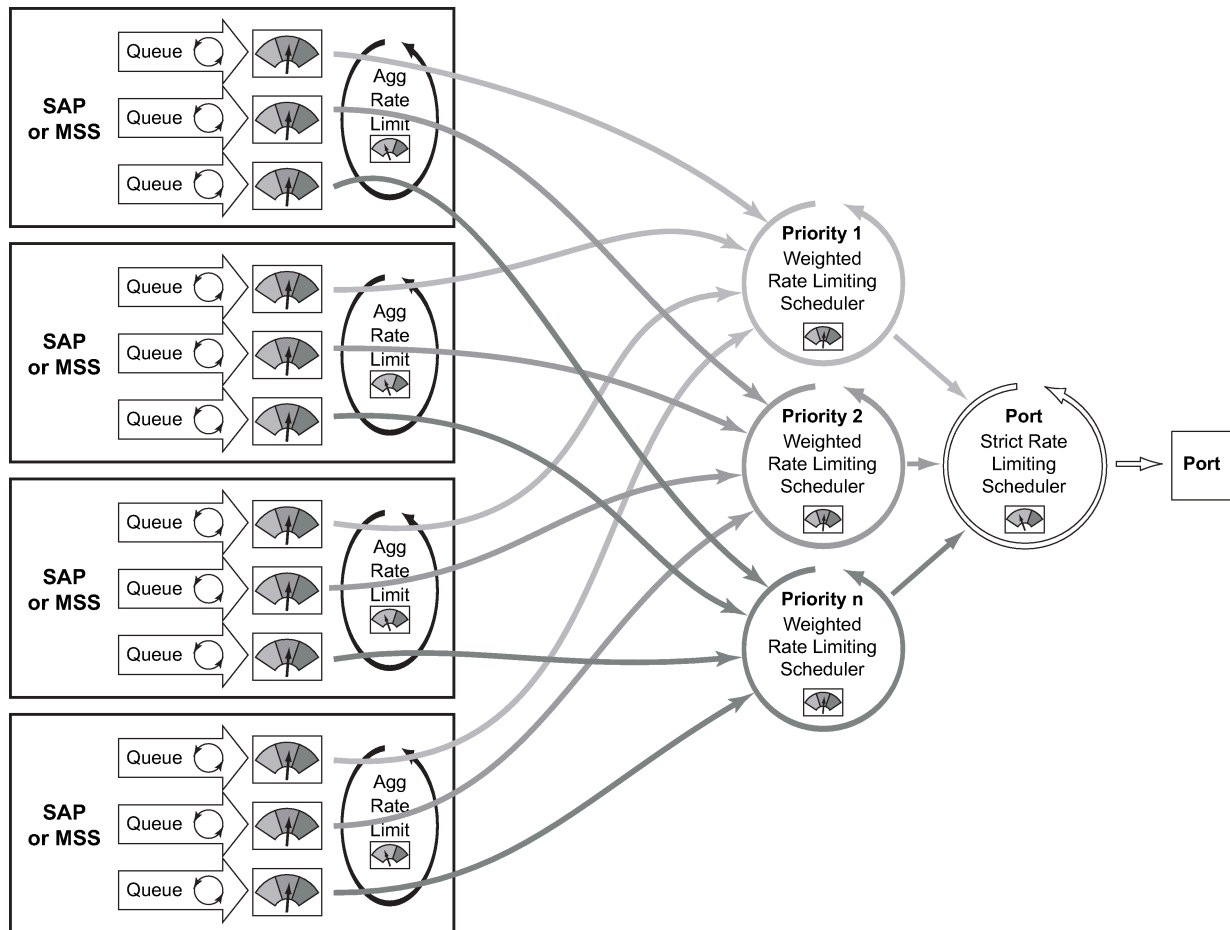 Queue
Queue
Queue
SAP
or MSS
Agg
Rate
Limit
Queue
Queue
Queue
SAP
or MSS
Agg
Rate
Limit
Queue
Queue
Queue
SAP
or MSS
Agg
Rate
Limit
Queue
Queue
Queue
SAP
or MSS
Agg
Rate
Limit
Priority 1
Weighted
Rate Limiting
Scheduler
Priority 2
Weighted
Rate Limiting
Scheduler
Priority n
Weighted
Rate Limiting
Scheduler
Port
Strict Rate
Limiting
Scheduler
Port